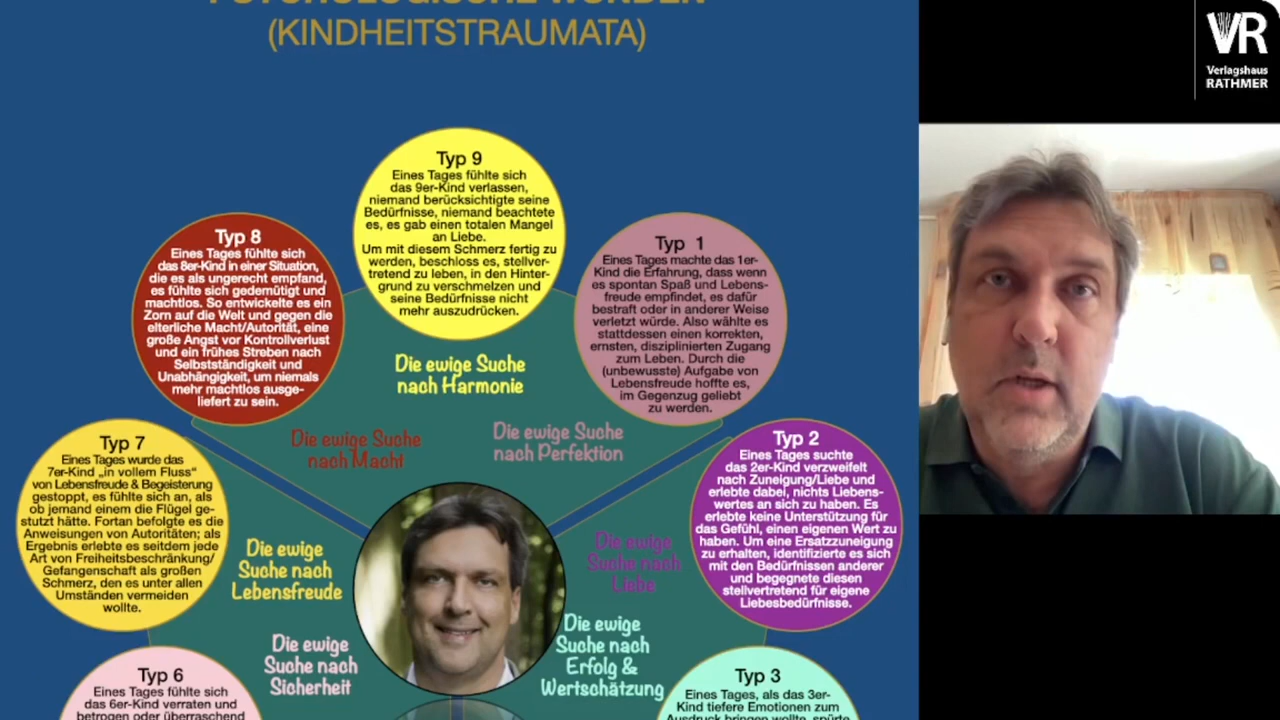 PSYCHOLOGISCHE WUNDEN
(KINDHEITSTRAUMATA)
VR
Verlagshaus
RATHMER
Typ 9
Eines Tages fühlte sich
das 9er-Kind verlassen,
niemand berücksichtigte seine
Bedürfnisse, niemand beachtete
es, es gab einen totalen Mangel
an Liebe.
Um mit diesem Schmerz fertig zu
werden, beschloss es, stellver-
tretend zu leben, in den Hinter-
grund zu verschmelzen und
seine Bedürfnisse nicht
mehr auszudrücken.
Typ 8
Eines Tages fühlte sich
das 8er-Kind in einer Situation,
die es als ungerecht empfand,
es fühlte sich gedemütigt und
machtlos. So entwickelte es ein
Zorn auf die Welt und gegen die
elterliche Macht/Autorität, eine
große Angst vor Kontrollverlust
und ein frühes Streben nach
Selbstständigkeit und
Unabhängigkeit, um niemals
mehr machtlos ausge-
liefert zu sein.
Typ 1
Eines Tages machte das 1er-
Kind die Erfahrung, dass wenn
es spontan Spaß und Lebens-
freude empfindet, es dafür
bestraft oder in anderer Weise
verletzt würde. Also wählte es
stattdessen einen korrekten,
ernsten, disziplinierten Zugang
zum Leben. Durch die
(unbewusste) Aufgabe von
Lebensfreude hoffte es,
im Gegenzug geliebt
zu werden.
Die ewige Suche
nach Harmonie
Die ewige Suche
nach Macht
Die ewige Suche
nach Perfektion
Typ 7
Eines Tages wurde das
7er-Kind „in vollem Fluss“
von Lebensfreude & Begeisterung
gestoppt, es fühlte sich an, als
ob jemand einem die Flügel ge-
stutzt hätte. Fortan befolgte es die
Anweisungen von Autoritäten; als
Ergebnis erlebte es seitdem jede
Art von Freiheitsbeschränkung/
Gefangenschaft als großen
Schmerz, den es unter allen
Umständen vermeiden
wollte.
Typ 2
Eines Tages suchte
das 2er-Kind verzweifelt
nach Zuneigung/Liebe und
erlebte dabei, nichts Liebens-
wertes an sich zu haben. Es
erlebte keine Unterstützung für
das Gefühl, einen eigenen Wert zu
haben. Um eine Ersatzzuneigung
zu erhalten, identifizierte es sich
mit den Bedürfnissen anderer
und begegnete diesen
stellvertretend für eigene
Liebesbedürfnisse.
Die ewige
Suche nach
Lebensfreude
Die ewige
Suche nach
Liebe
Die ewige
Suche nach
Sicherheit
Die ewige
Suche nach
Erfolg &
Wertschätzung
Typ 6
Eines Tages fühlte sich
das 6er-Kind verraten und
betrogen oder überraschend
Typ 3
Eines Tages, als das 3er-
Kind tiefere Emotionen zum
Ausdruck bringen wollte, spürte